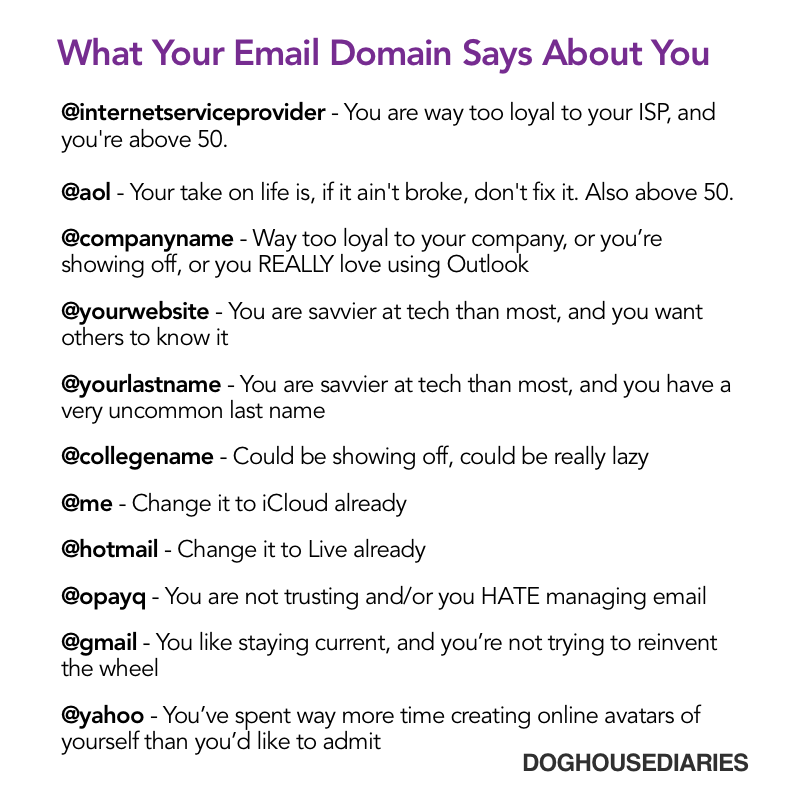 What Your Email Domain Says About You
@internetserviceprovider - You are way too loyal to your ISP, and
you're above 50.
@aol - Your take on life is, if it ain't broke, don't fix it. Also above 50.
@companyname - Way too loyal to your company, or you’re
showing off, or you REALLY love using Outlook
@yourwebsite - You are savvier at tech than most, and you want
others to know it
@yourlastname - You are savvier at tech than most, and you have a
very uncommon last name
@collegename - Could be showing off, could be really lazy
@me - Change it to iCloud already
@hotmail - Change it to Live already
@opayq - You are not trusting and/or you HATE managing email
@gmail - You like staying current, and you’re not trying to reinvent
the wheel
@yahoo - You’ve spent way more time creating online avatars of
yourself than you’d like to admit
DOGHOUSEDIARIES